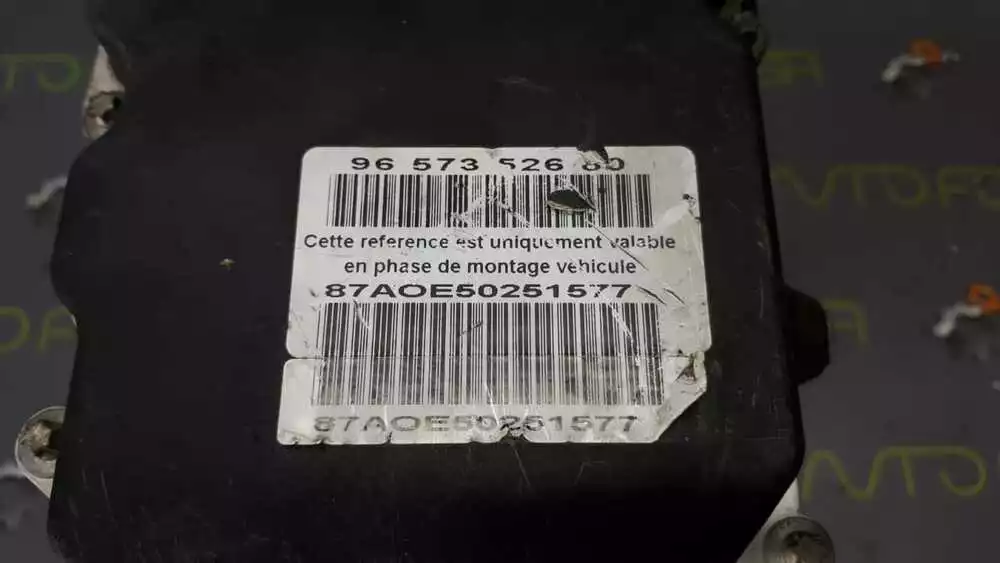 96 573 526 80
Cette reference est uniquement valable
en phase de montage vehicule
87AOE50251577
87AOE50251577